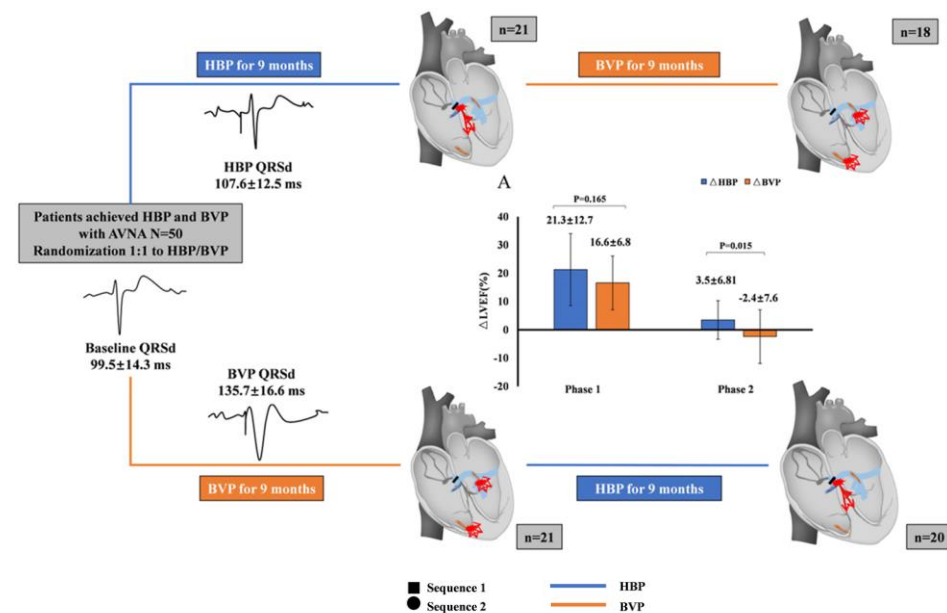 n=21
n=18
HBP for 9 months
BVP for 9 months
HBP QRSd
107.6±12.5 ms
A
△HBP △BVP
Patients achieved HBP and BVP
with AVNA N=50
Randomization 1:1 to HBP/BVP
P=0.165
21.3±12.7
16.6±6.8
P=0.015
3.5±6.81
-2.4±7.6
△LVEF(%)
40
30
20
10
0
-10
-20
Phase 1 Phase 2
Baseline QRSd
99.5±14.3 ms
BVP QRSd
135.7±16.6 ms
BVP for 9 months
HBP for 9 months
n=21
n=20
Sequence 1 HBP
Sequence 2 BVP